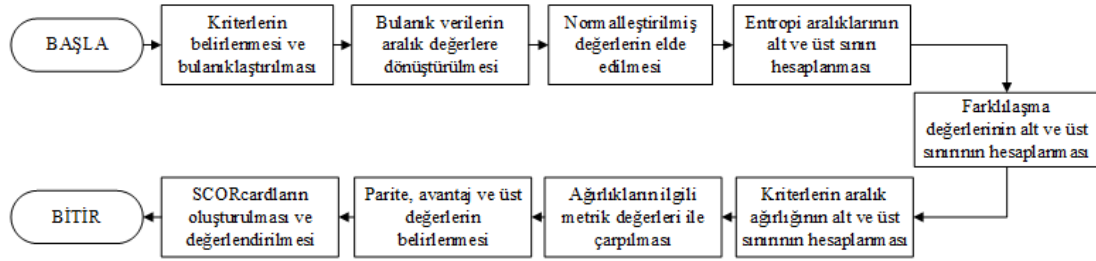 BAŞLA
Kriterlerin
belirlenmesi ve
bulanıklaştırılması
Bulanık verilerin
aralık değerlere
dönüştürülmesi
Normalleştirilmiş
değerlerin elde
edilmesi
Entropi aralıklarının
alt ve üst sınırı
hesaplanması
Farklılaşma
değerlerinin alt ve üst
sınırının hesaplanması
Kriterlerin aralık
ağırlığının alt ve üst
sınırının hesaplanması
Ağırlıkların ilgili
metrik değerleri ile
çarpılması
Parite, avantaj ve üst
değerlerin
belirlenmesi
SCORcardların
oluşturulması ve
değerlendirilmesi
BİTİR